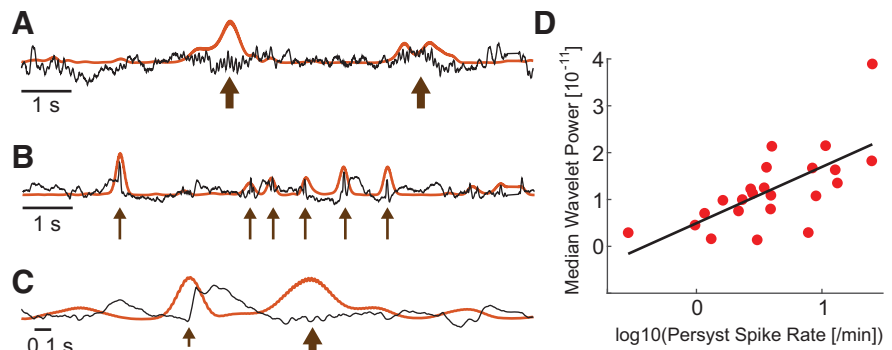 A
1 s
B
1 s
C
0.1 s
D
Median Wavelet Power [10^-11]
4
3
2
1
0
0
1
log10(Persyst Spike Rate [/min])